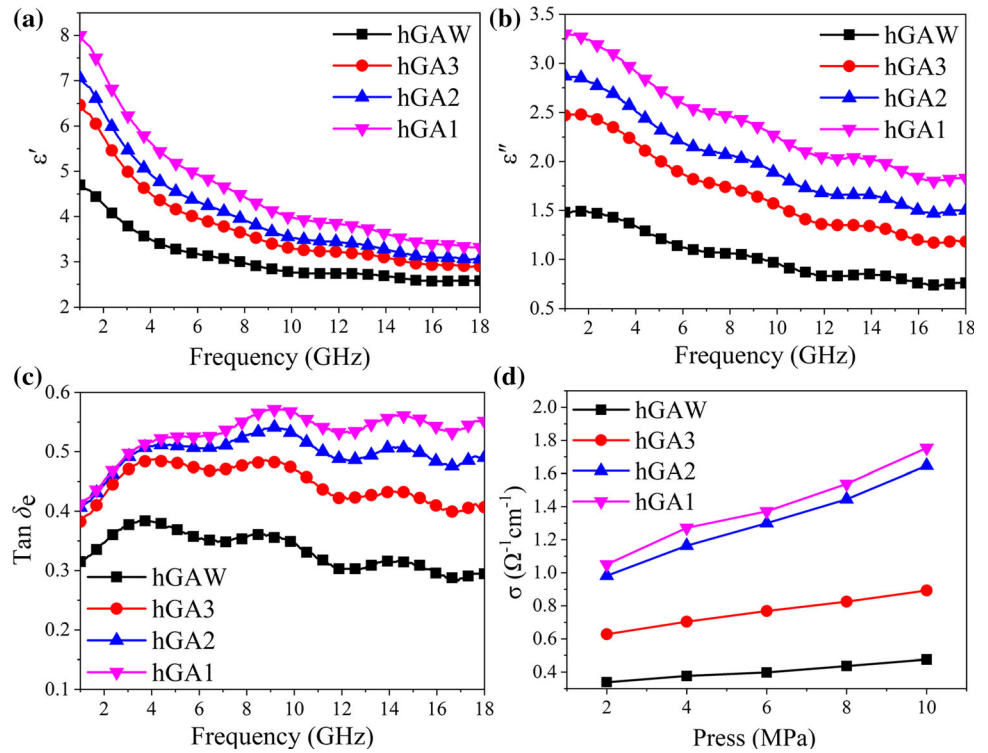 (a)
hGAW
hGA3
hGA2
hGA1
8
7
6
5
4
3
2
ε′
2 4 6 8 10 12 14 16 18
Frequency (GHz)
(b)
hGAW
hGA3
hGA2
hGA1
3.5
3.0
2.5
2.0
1.5
1.0
0.5
ε″
2 4 6 8 10 12 14 16 18
Frequency (GHz)
(c)
0.6
0.5
0.4
0.3
0.2
0.1
Tan δe
hGAW
hGA3
hGA2
hGA1
2 4 6 8 10 12 14 16 18
Frequency (GHz)
(d)
hGAW
hGA3
hGA2
hGA1
2.0
1.8
1.6
1.4
1.2
1.0
0.8
0.6
0.4
σ (Ω⁻¹cm⁻¹)
2 4 6 8 10
Press (MPa)